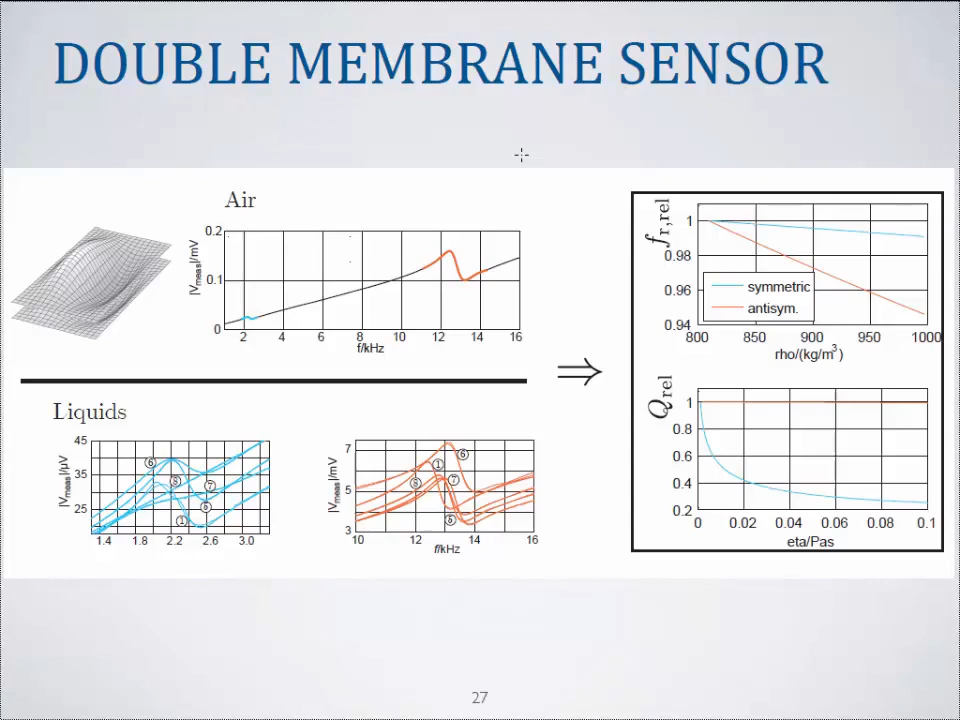 DOUBLE MEMBRANE SENSOR
Air
|Vmeas|/mV
0.2
0.1
0
2 4 6 8 10 12 14 16
f/kHz
Liquids
|Vmeas|/µV
45
35
25
1.4 1.8 2.2 2.6 3.0
⑥
⑧
⑦
⑥
①
|Vmeas|/mV
7
5
3
10 12 14 16
f/kHz
⑥
①
⑦
⑧
⑥
⇒
fr,rel
1
0.98
0.96
0.94
symmetric
antisym.
800 850 900 950 1000
rho/(kg/m3)
Qrel
1
0.8
0.6
0.4
0.2
0 0.02 0.04 0.06 0.08 0.1
eta/Pas
27